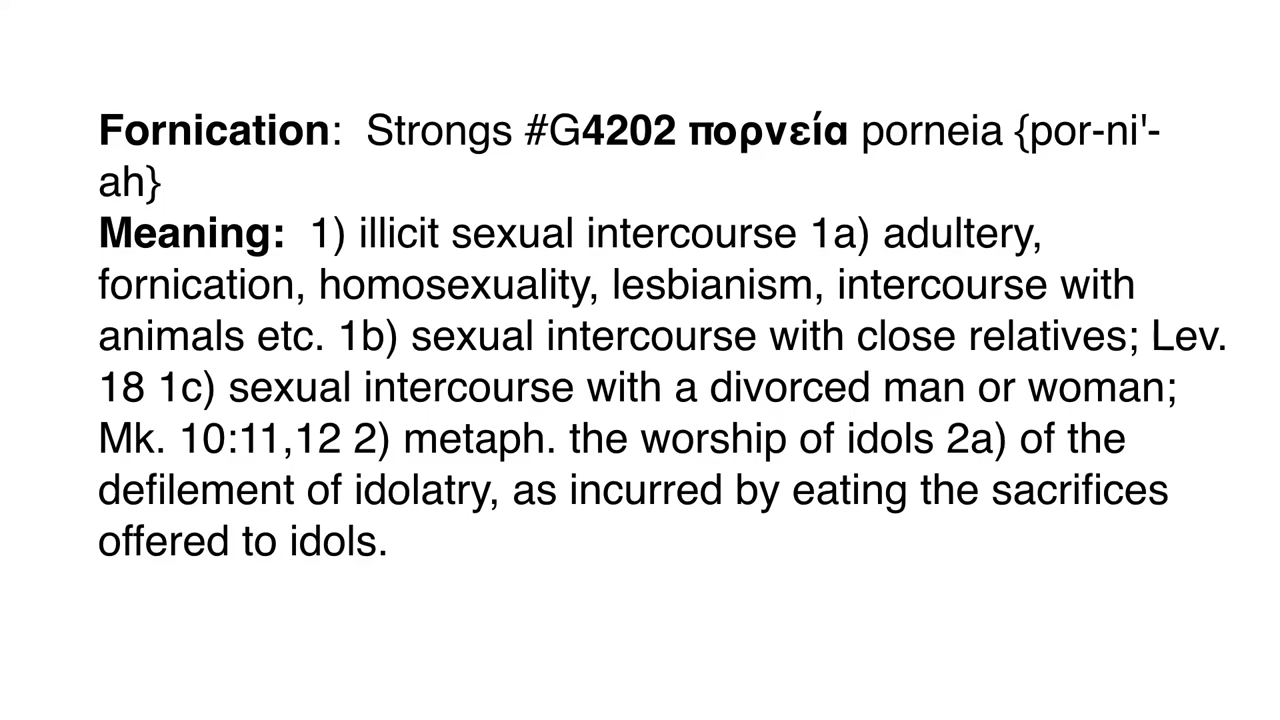 Fornication:  Strongs #G4202 πορνεία porneia {por-ni'-
ah}
Meaning:  1) illicit sexual intercourse 1a) adultery,
fornication, homosexuality, lesbianism, intercourse with
animals etc. 1b) sexual intercourse with close relatives; Lev.
18 1c) sexual intercourse with a divorced man or woman;
Mk. 10:11,12 2) metaph. the worship of idols 2a) of the
defilement of idolatry, as incurred by eating the sacrifices
offered to idols.